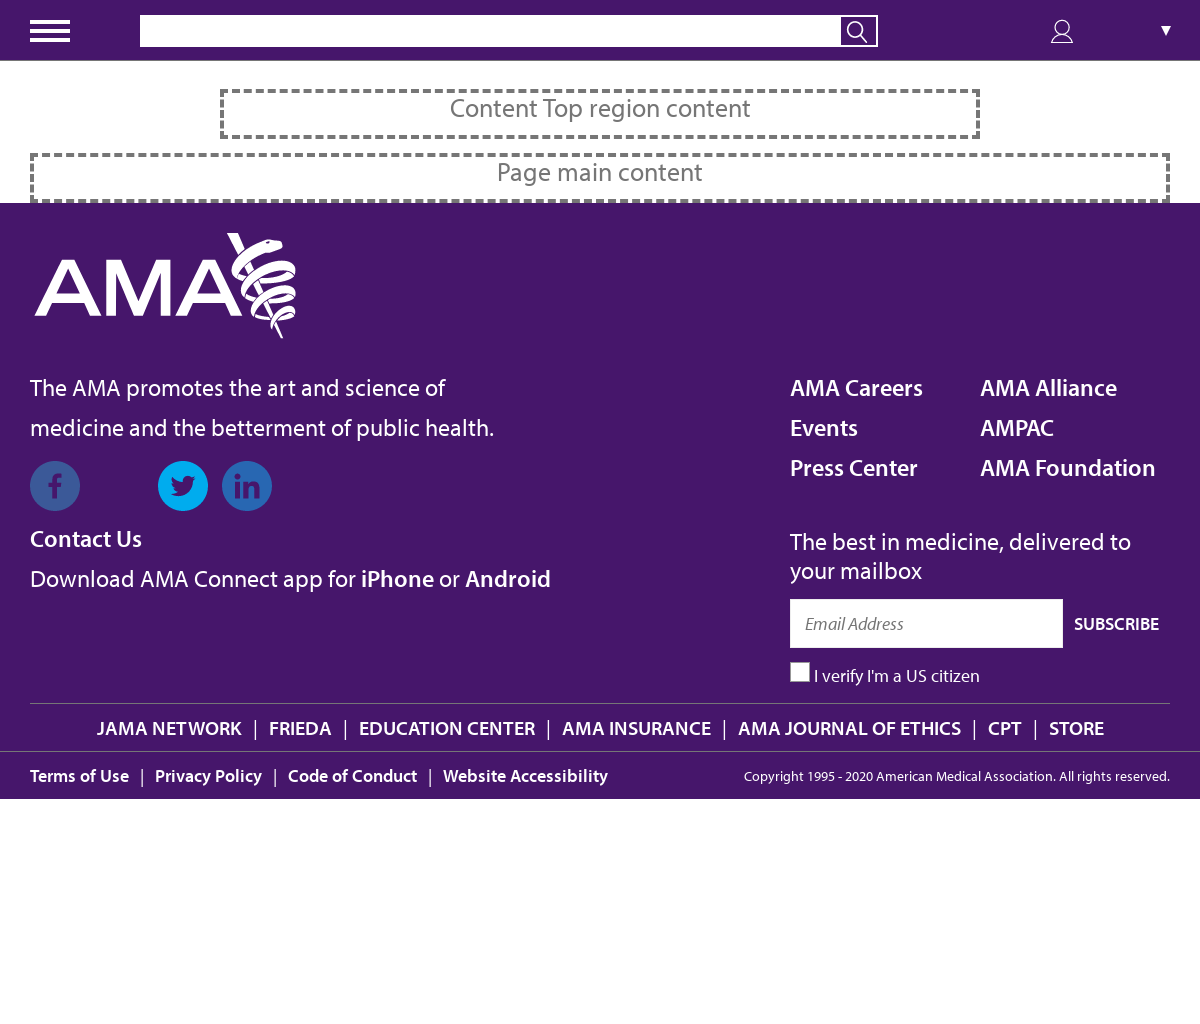 Content Top region content
Page main content
AMA
The AMA promotes the art and science of
medicine and the betterment of public health.
AMA Careers
Events
Press Center
AMA Alliance
AMPAC
AMA Foundation
Contact Us
Download AMA Connect app for iPhone or Android
The best in medicine, delivered to
your mailbox
Email Address
SUBSCRIBE
I verify I'm a US citizen
JAMA NETWORK | FRIEDA | EDUCATION CENTER | AMA INSURANCE | AMA JOURNAL OF ETHICS | CPT | STORE
Terms of Use | Privacy Policy | Code of Conduct | Website Accessibility
Copyright 1995 - 2020 American Medical Association. All rights reserved.